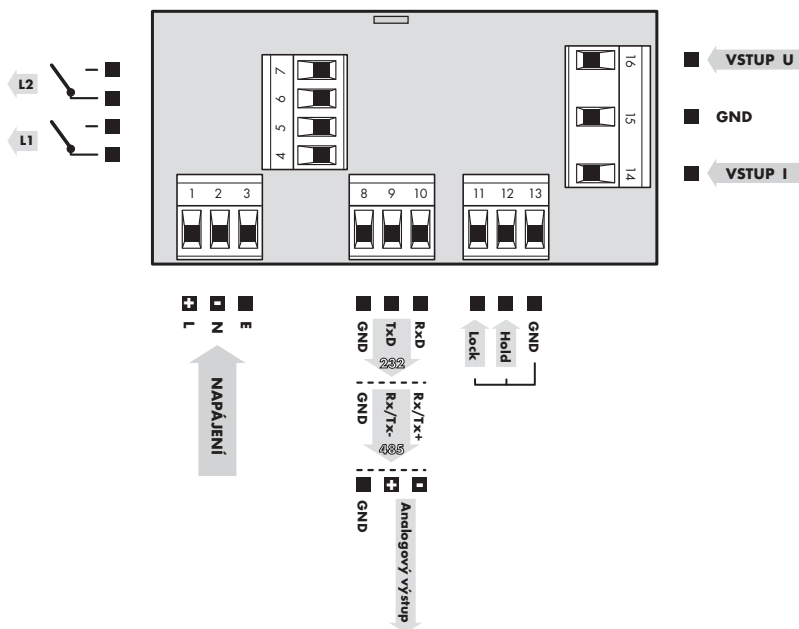 L2
L1
7
6
5
4
16
15
14
VSTUP U
GND
VSTUP I
1 2 3
8 9 10
11 12 13
+ L
- N
E
NAPÁJENÍ
GND
TxD
RxD
232
GND
Rx/Tx-
Rx/Tx+
485
+ -
GND
Analogový výstup
Lock
Hold
GND